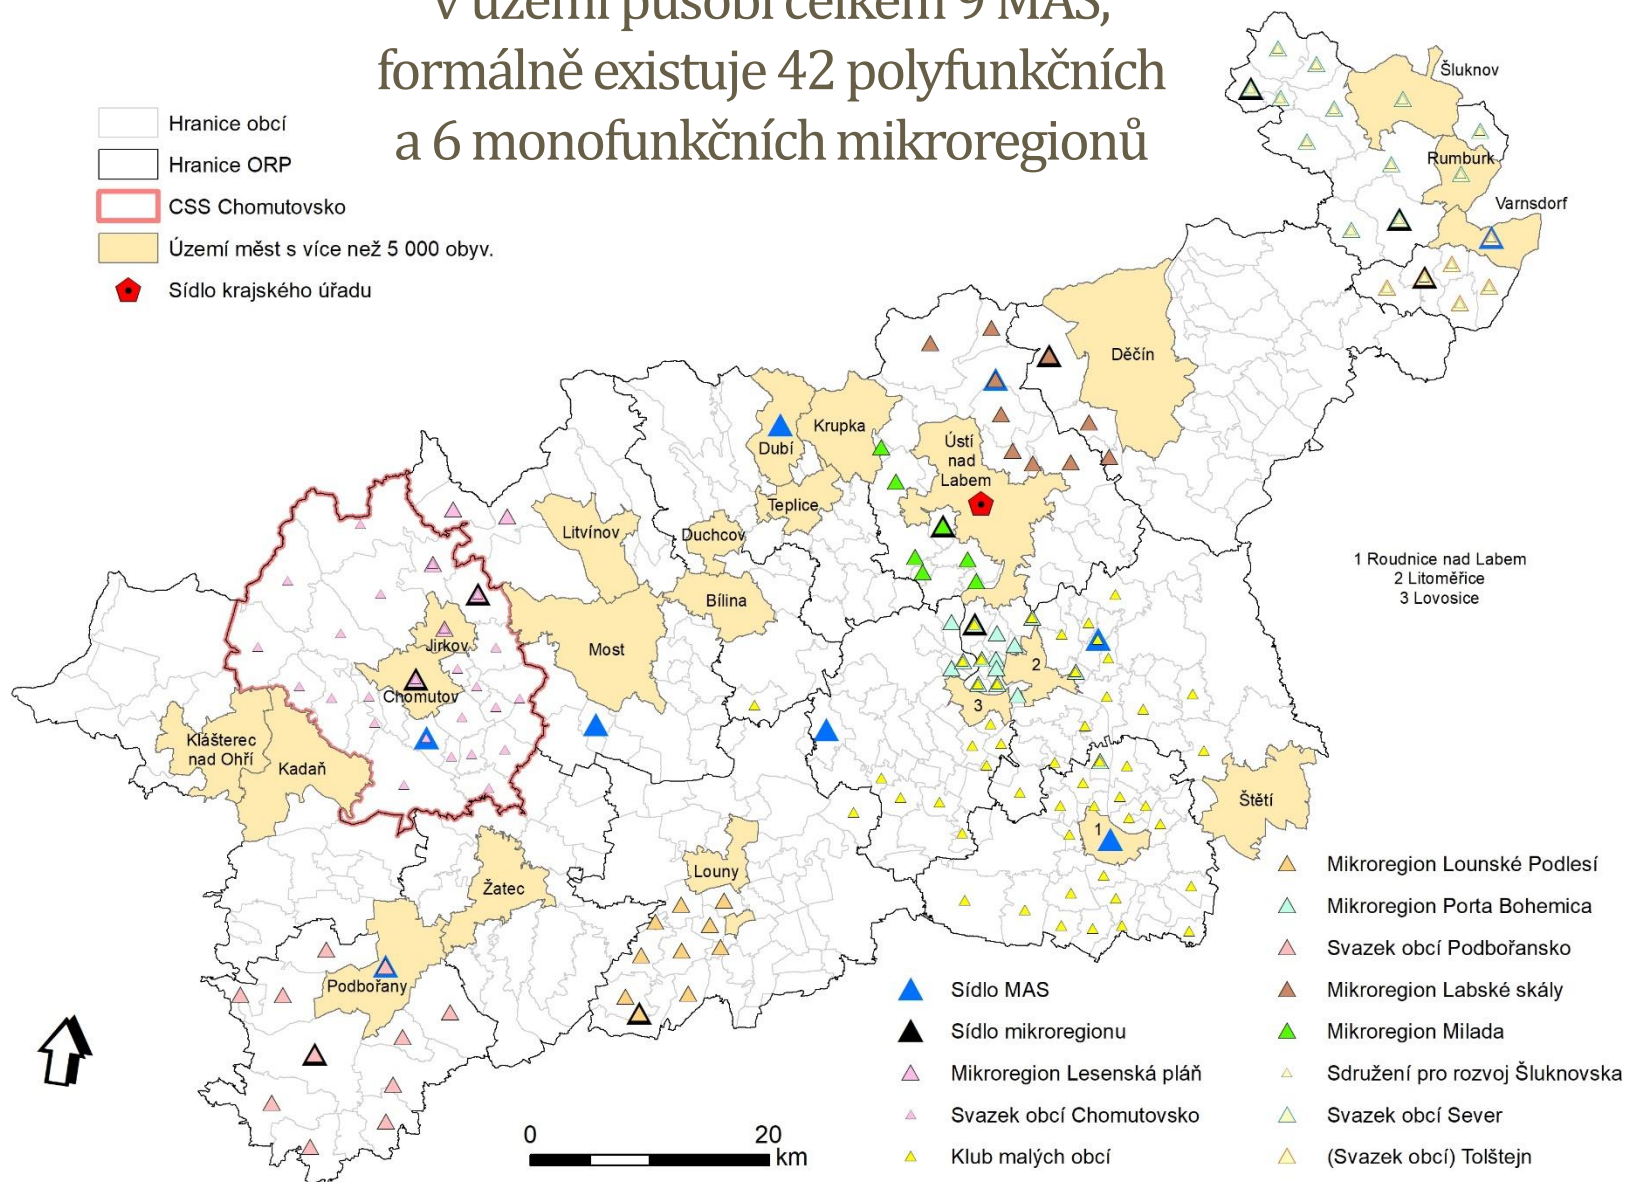 v území působí celkem 9 MAS,
formálně existuje 42 polyfunkčních
a 6 monofunkčních mikroregionů
Hranice obcí
Hranice ORP
CSS Chomutovsko
Území měst s více než 5 000 obyv.
Sídlo krajského úřadu
Šluknov
Rumburk
Varnsdorf
Děčín
Krupka
Dubí
Ústí
nad
Labem
Teplice
Litvínov
Duchcov
Bílina
Most
Jirkov
Chomutov
Klášterec
nad Ohří
Kadaň
1 Roudnice nad Labem
2 Litoměřice
3 Lovosice
2
3
1
Štětí
Louny
Žatec
Podbořany
Sídlo MAS
Sídlo mikroregionu
Mikroregion Lesenská pláň
Svazek obcí Chomutovsko
Klub malých obcí
Mikroregion Lounské Podlesí
Mikroregion Porta Bohemica
Svazek obcí Podbořansko
Mikroregion Labské skály
Mikroregion Milada
Sdružení pro rozvoj Šluknovska
Svazek obcí Sever
(Svazek obcí) Tolštejn
0 20
km